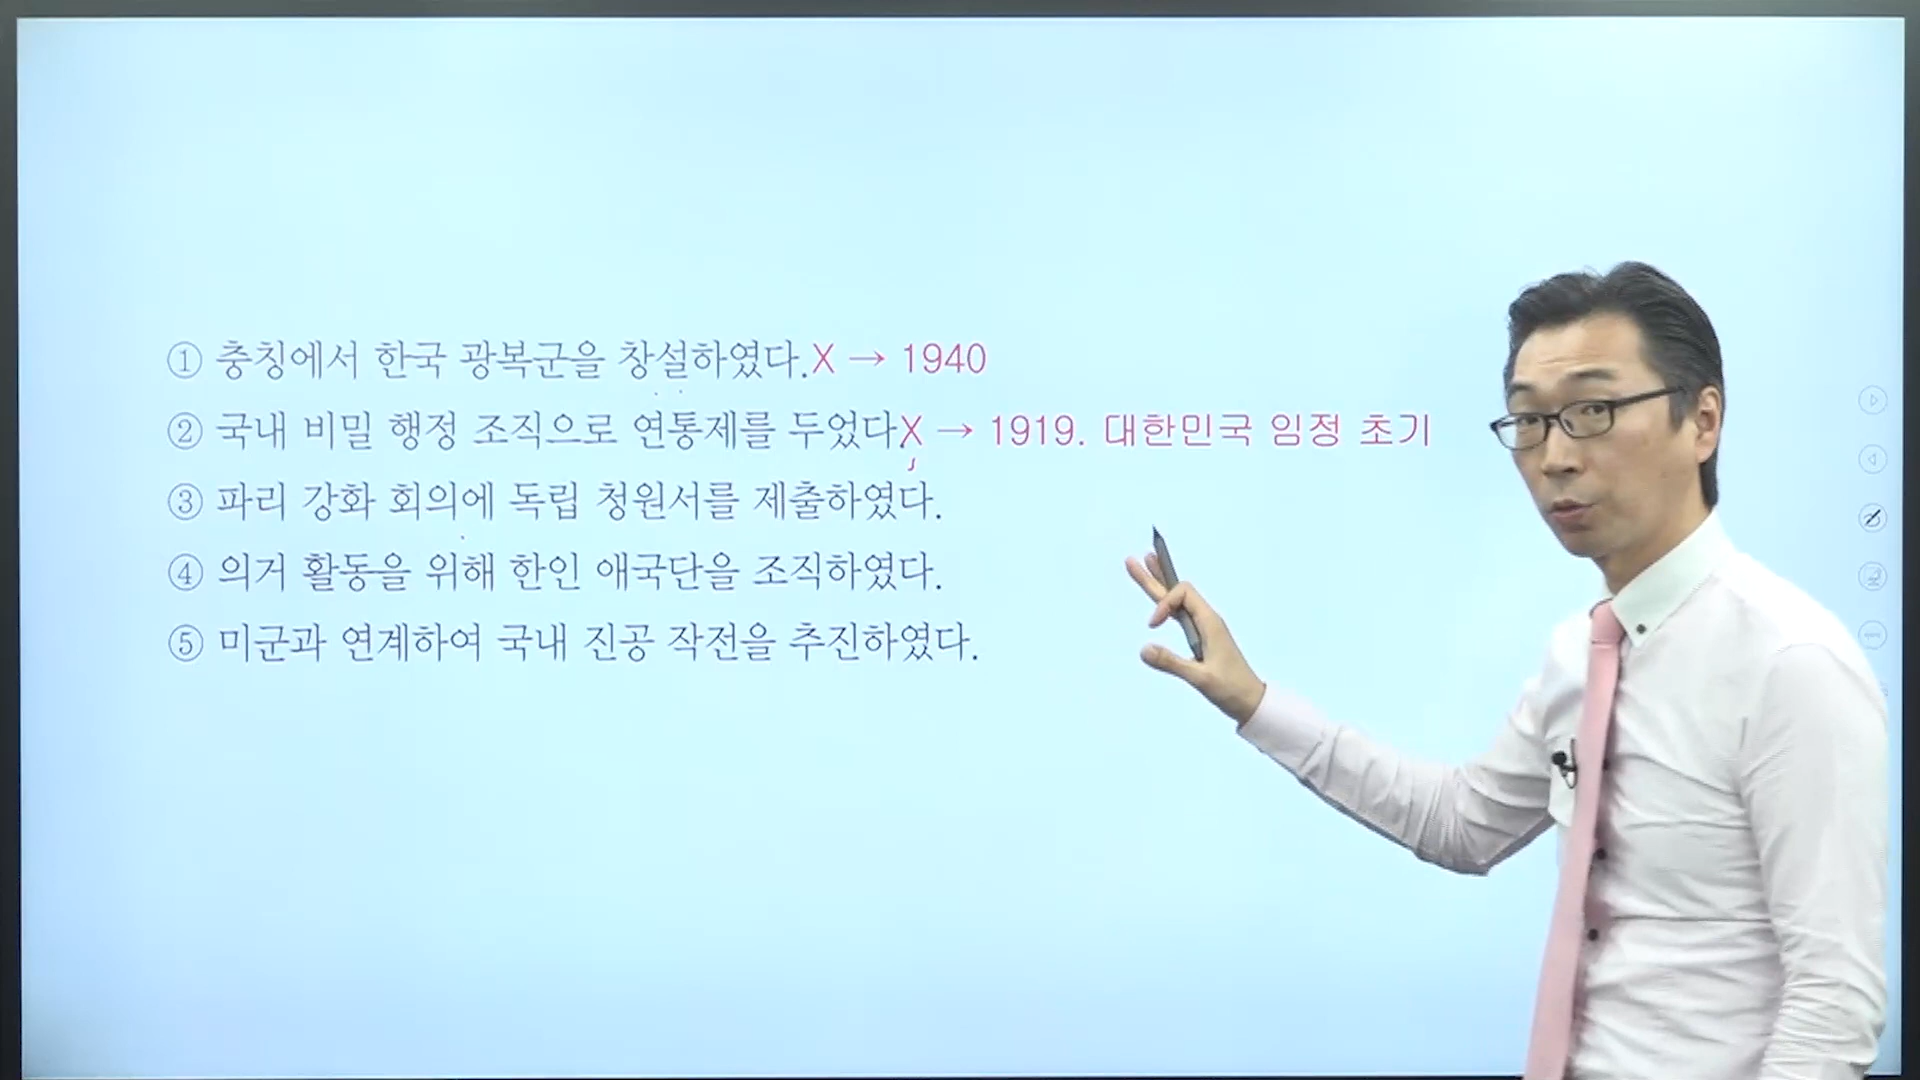 ① 충칭에서 한국 광복군을 창설하였다.X → 1940
② 국내 비밀 행정 조직으로 연통제를 두었다.X → 1919. 대한민국 임정 초기
③ 파리 강화 회의에 독립 청원서를 제출하였다.
④ 의거 활동을 위해 한인 애국단을 조직하였다.
⑤ 미군과 연계하여 국내 진공 작전을 추진하였다.